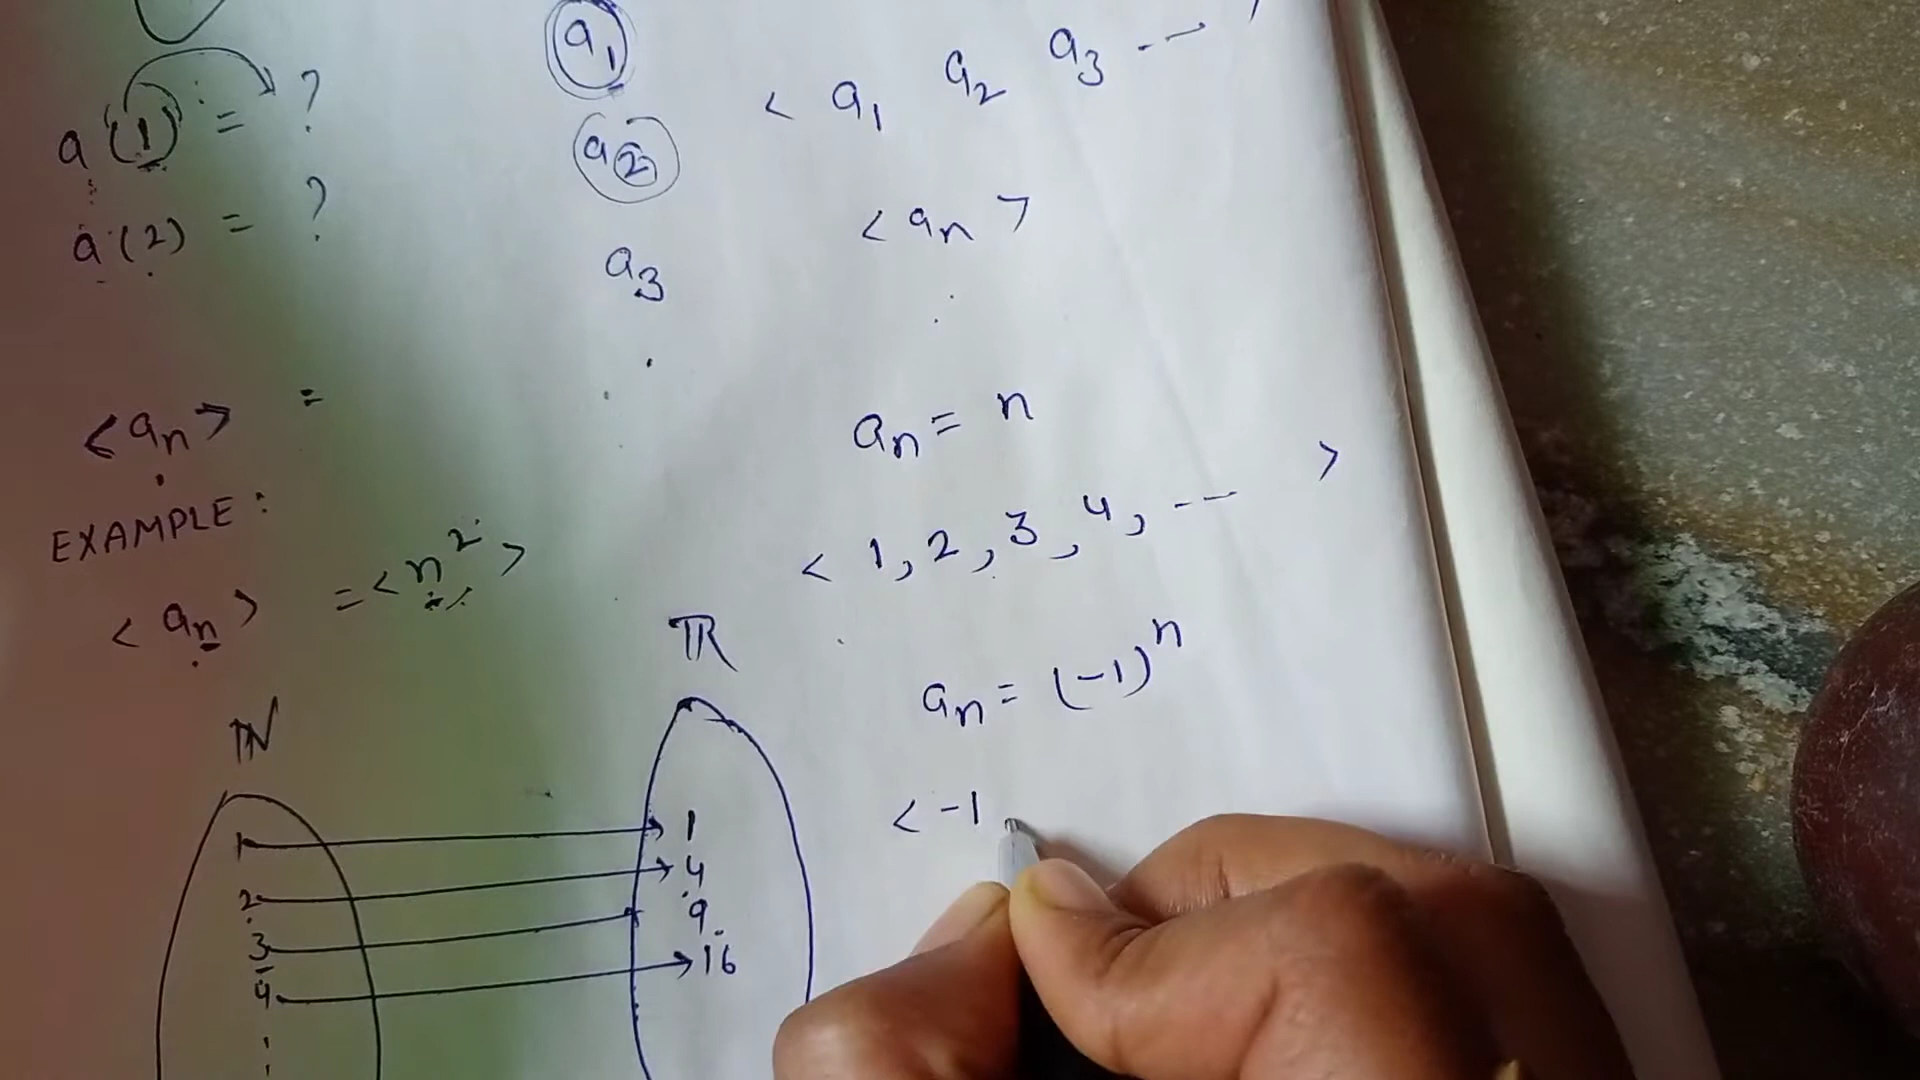 a(1) = ?
a(2) = ?
<an> =
EXAMPLE:
<an> = <n²>
ℕ
ℝ
1 1
2 4
3 9
4 16
a1
a2
a3
< a1 a2 a3 ---
<an>
an = n
< 1, 2, 3, 4, --- >
an = (-1)^n
< -1